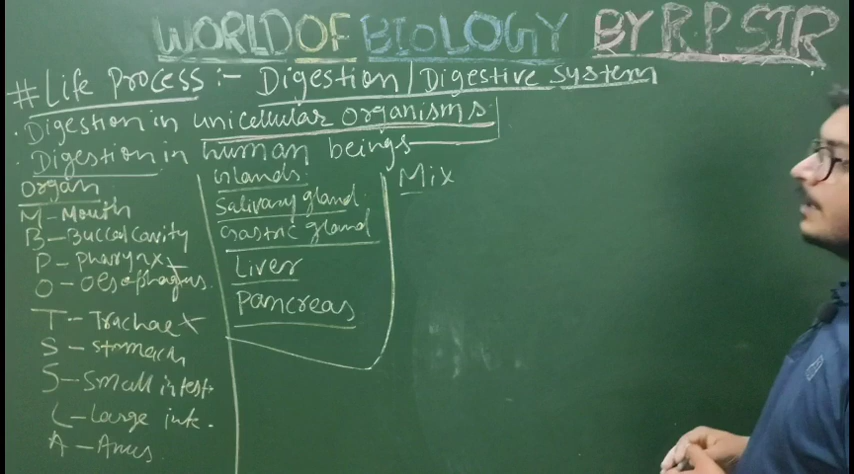 WORLD OF BIOLOGY BY R.P SIR
# Life Process :- Digestion / Digestive System
· Digestion in unicellular organisms.
· Digestion in human beings
organ
M - Mouth
B - Buccal cavity
P - Pharynx
O - Oesophagus.
T - Trachae x
S - Stomach
S - Small intest.
L - Large inte.
A - Anus
Glands
Salivary gland.
Gastric gland
Liver
Pancreas
Mix